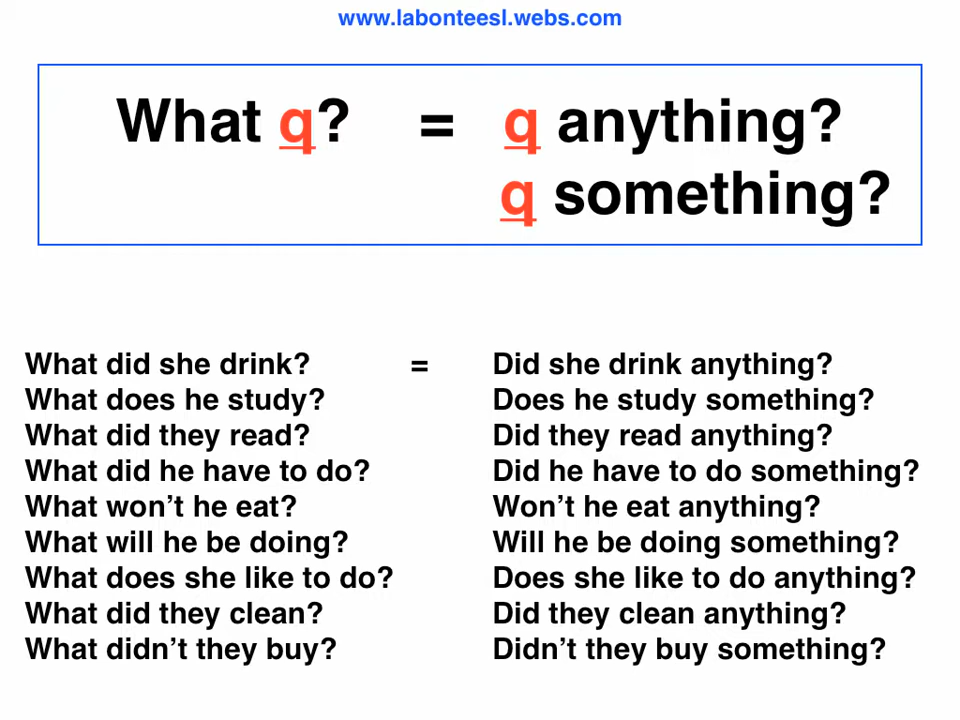 www.labonteesl.webs.com
What q? = q anything?
q something?
What did she drink? = Did she drink anything?
What does he study? Does he study something?
What did they read? Did they read anything?
What did he have to do? Did he have to do something?
What won't he eat? Won't he eat anything?
What will he be doing? Will he be doing something?
What does she like to do? Does she like to do anything?
What did they clean? Did they clean anything?
What didn't they buy? Didn't they buy something?